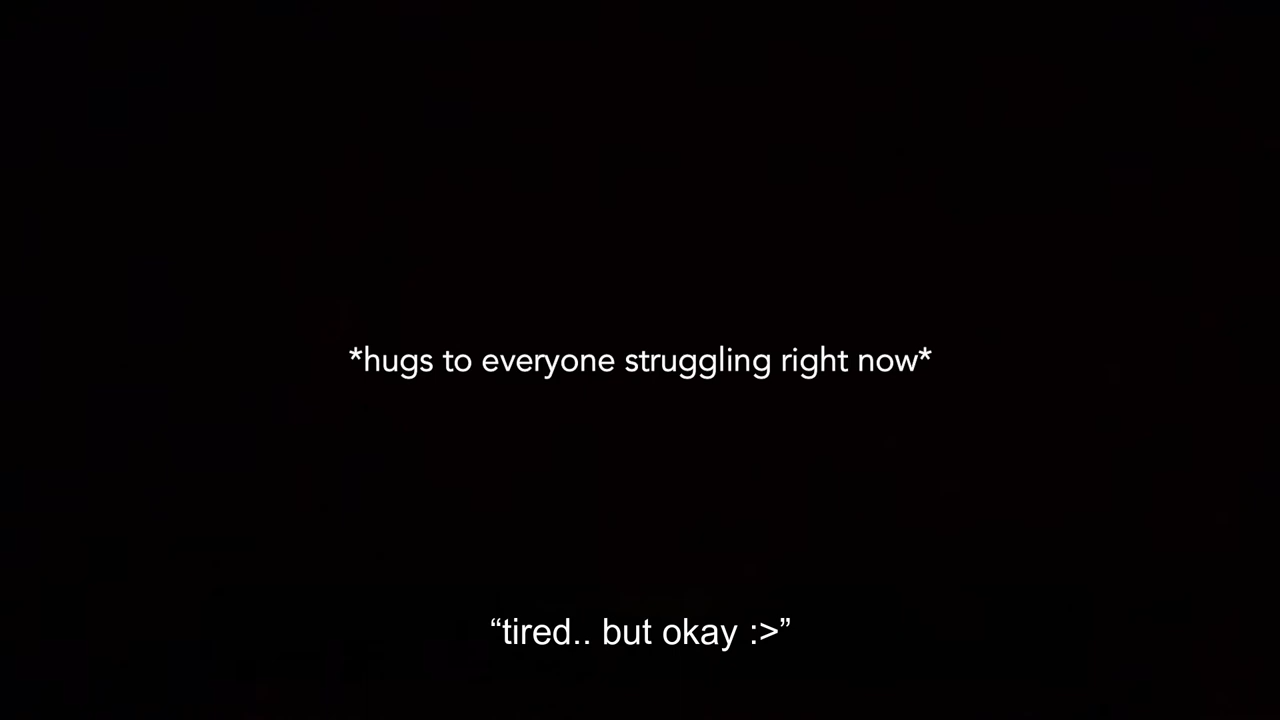 *hugs to everyone struggling right now*
“tired.. but okay :>”